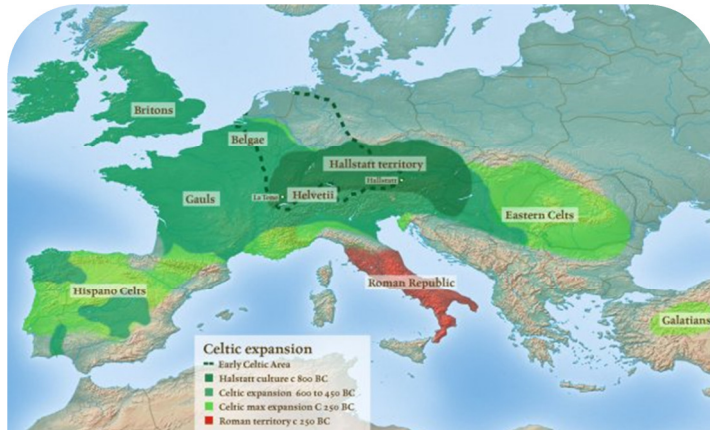 Britons
Belgae
Hallstatt territory
Hallstatt
La Tene
Helvetii
Gauls
Eastern Celts
Hispano Celts
Roman Republic
Galatians
Celtic expansion
Early Celtic Area
Halstatt culture c 800 BC
Celtic expansion 600 to 450 BC
Celtic max expansion C 250 BC
Roman territory c 250 BC